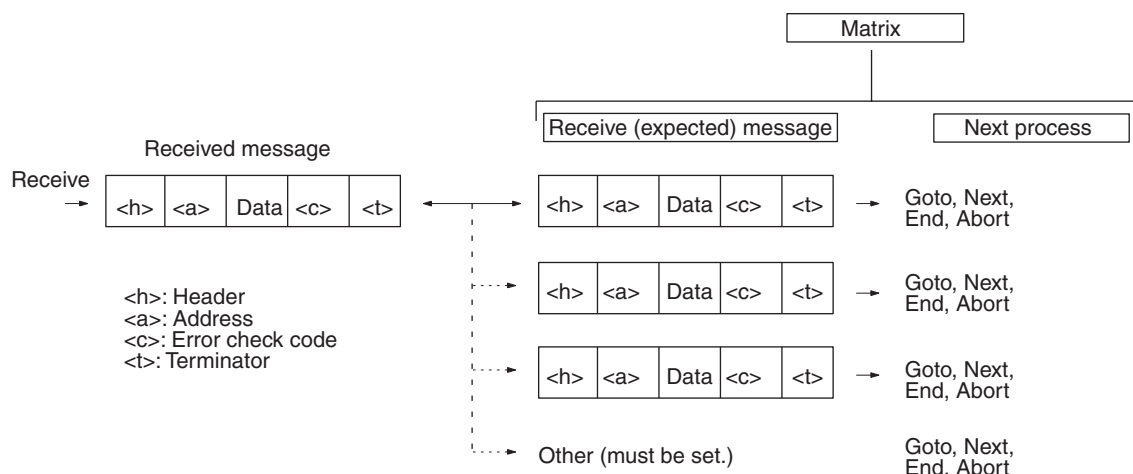 Matrix
Receive (expected) message
Next process
Received message
Receive
<h> <a> Data <c> <t>
<h> <a> Data <c> <t>
Goto, Next,
End, Abort
<h>: Header
<a>: Address
<c>: Error check code
<t>: Terminator
<h> <a> Data <c> <t>
Goto, Next,
End, Abort
<h> <a> Data <c> <t>
Goto, Next,
End, Abort
Other (must be set.)
Goto, Next,
End, Abort